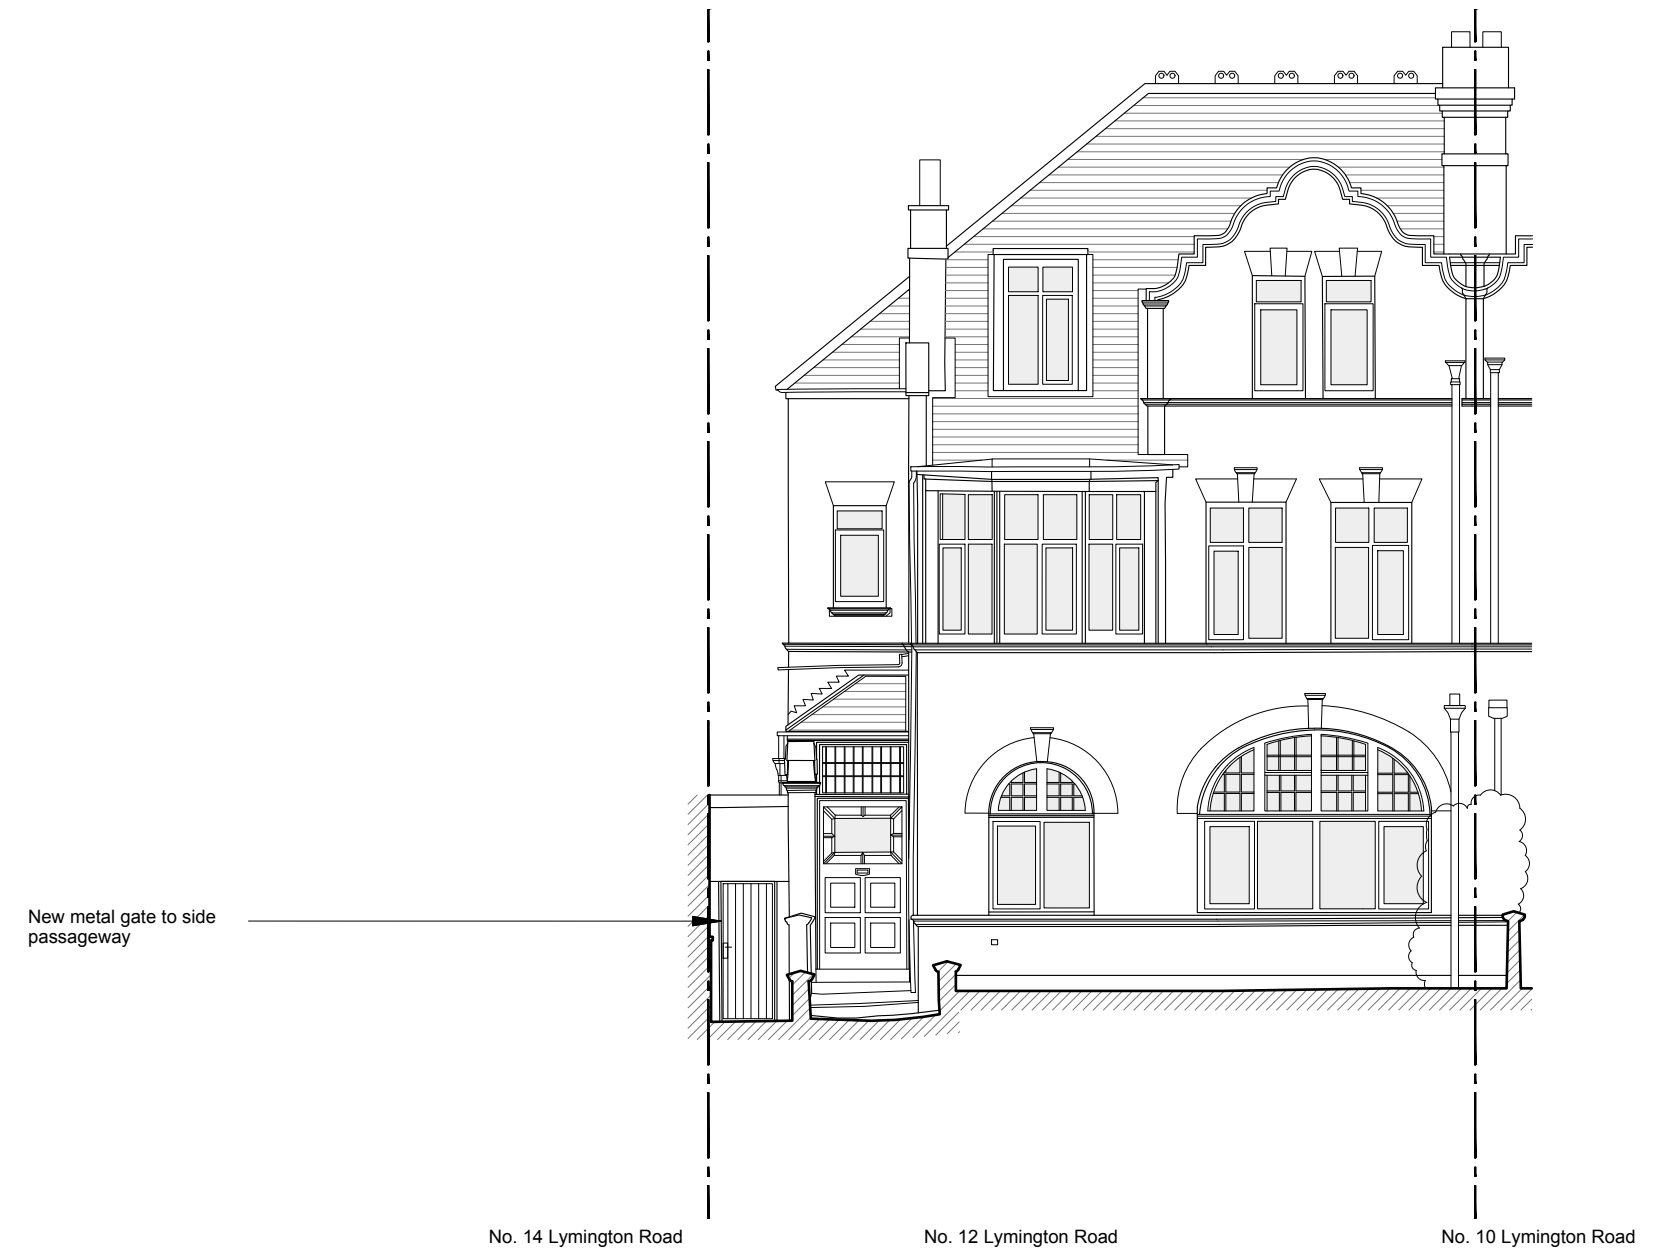 New metal gate to side
passageway
No. 14 Lymington Road
No. 12 Lymington Road
No. 10 Lymington Road